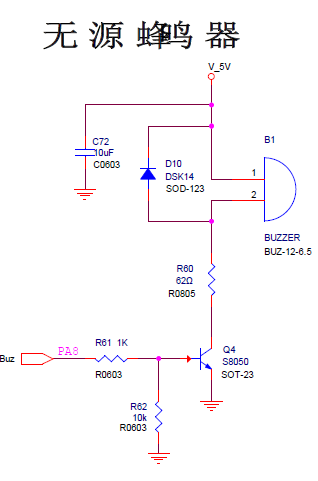 无源蜂鸣器
V_5V
B1
C72
10uF
C0603
D10
DSK14
SOD-123
1
2
BUZZER
BUZ-12-6.5
R60
62Ω
R0805
R61 1K
Q4
S8050
SOT-23
Buz
PA8
R0603
R62
10k
R0603